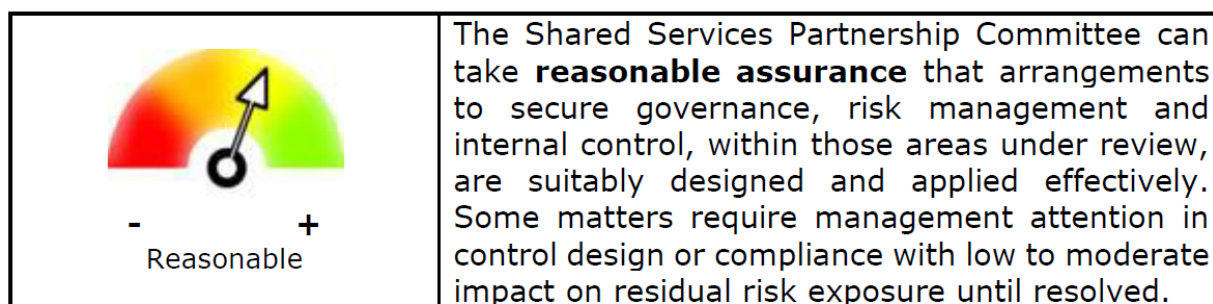 - +
Reasonable
The Shared Services Partnership Committee can
take reasonable assurance that arrangements
to secure governance, risk management and
internal control, within those areas under review,
are suitably designed and applied effectively.
Some matters require management attention in
control design or compliance with low to moderate
impact on residual risk exposure until resolved.